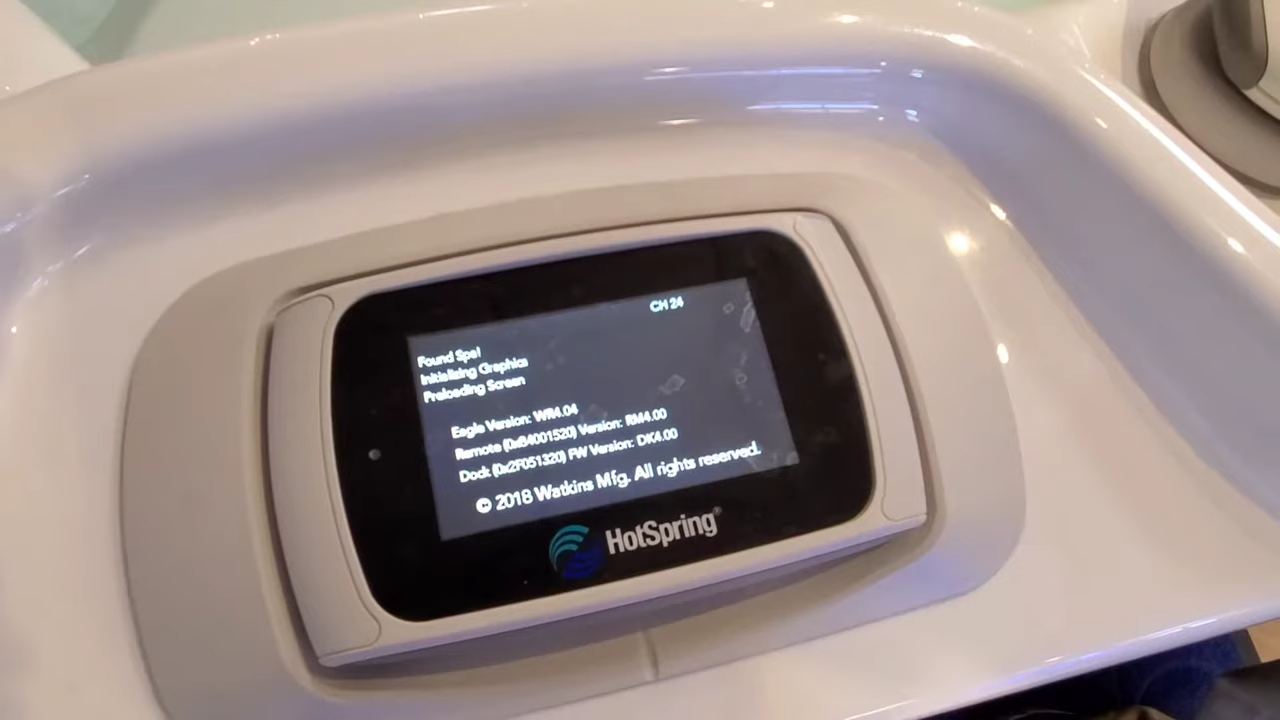 CH 24
Found Spa!
Initializing Graphics
Preloading Screen
Eagle Version: WR4.04
Remote (0xB4001520) Version: RM4.00
Dock (0x2F051320) FW Version: DK4.00
© 2018 Watkins Mfg. All rights reserved.
HotSpring®